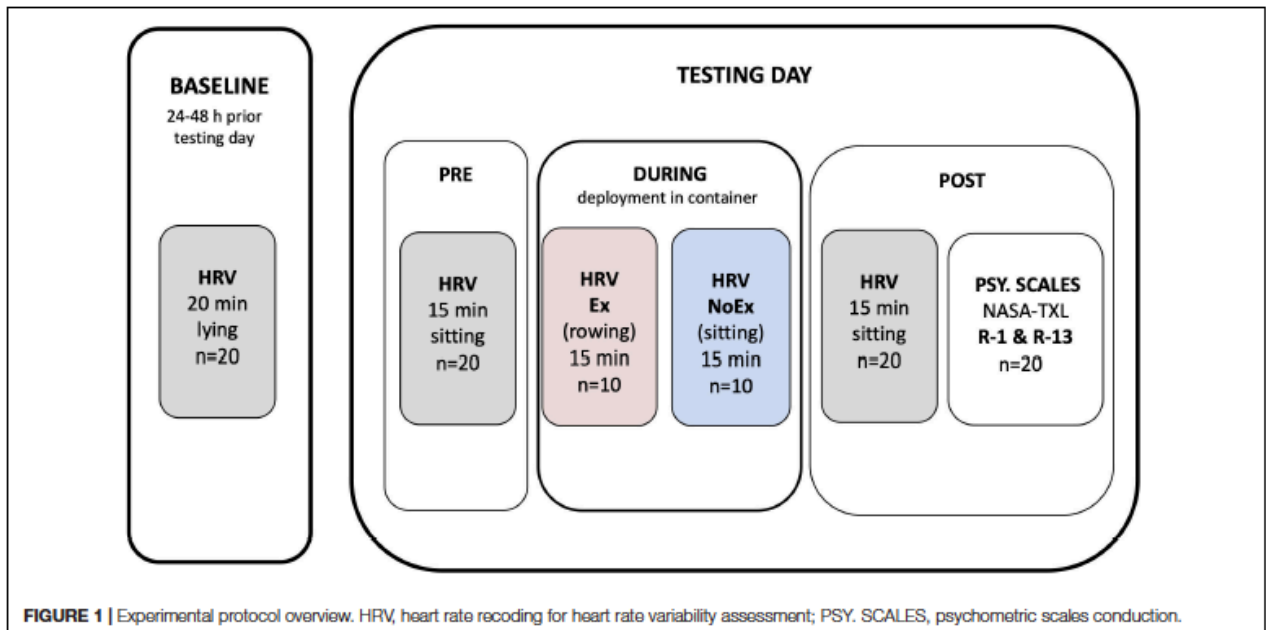 BASELINE
24-48 h prior
testing day
HRV
20 min
lying
n=20
TESTING DAY
PRE
HRV
15 min
sitting
n=20
DURING
deployment in container
HRV
Ex
(rowing)
15 min
n=10
HRV
NoEx
(sitting)
15 min
n=10
POST
HRV
15 min
sitting
n=20
PSY. SCALES
NASA-TXL
R-1 & R-13
n=20
FIGURE 1 | Experimental protocol overview. HRV, heart rate recoding for heart rate variability assessment; PSY. SCALES, psychometric scales conduction.